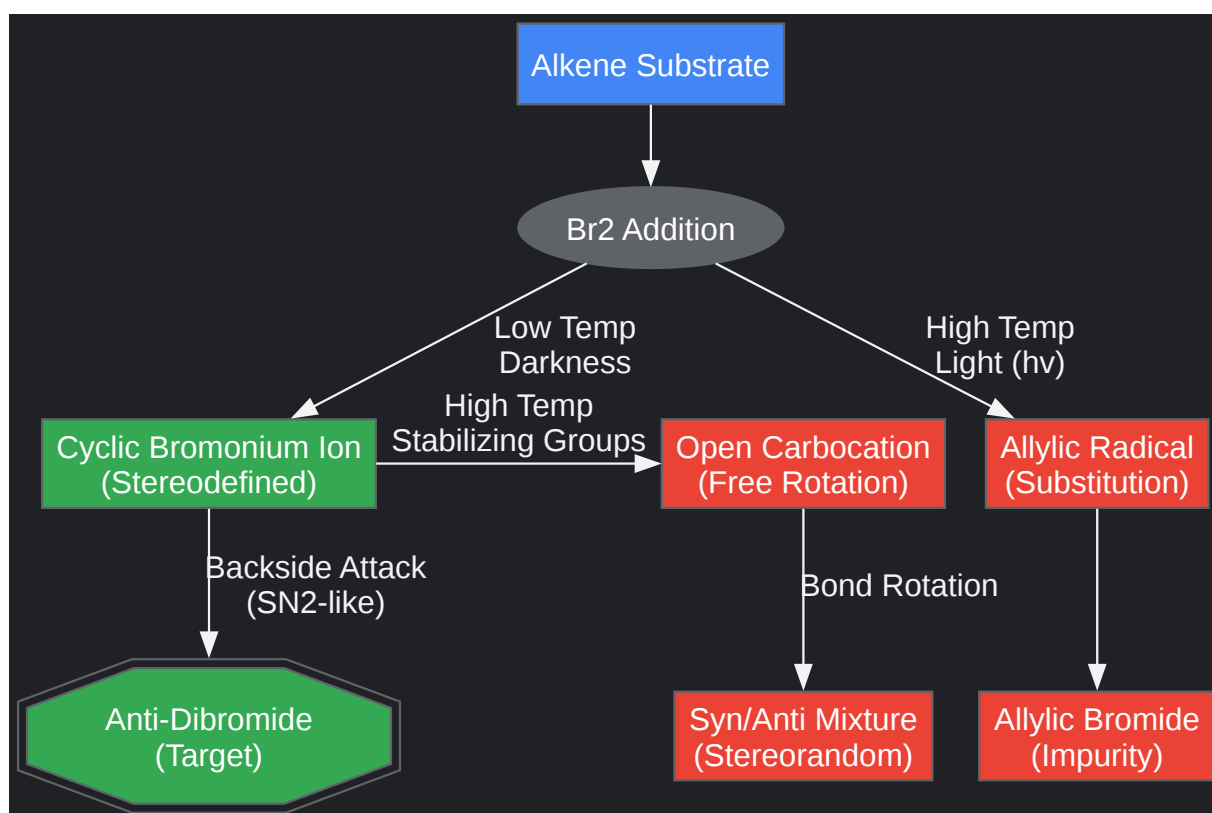 Alkene Substrate
Br2 Addition
Low Temp
Darkness
High Temp
Light (hv)
High Temp
Stabilizing Groups
Cyclic Bromonium Ion
(Stereodefined)
Open Carbocation
(Free Rotation)
Allylic Radical
(Substitution)
Backside Attack
(SN2-like)
Bond Rotation
Anti-Dibromide
(Target)
Syn/Anti Mixture
(Stereorandom)
Allylic Bromide
(Impurity)